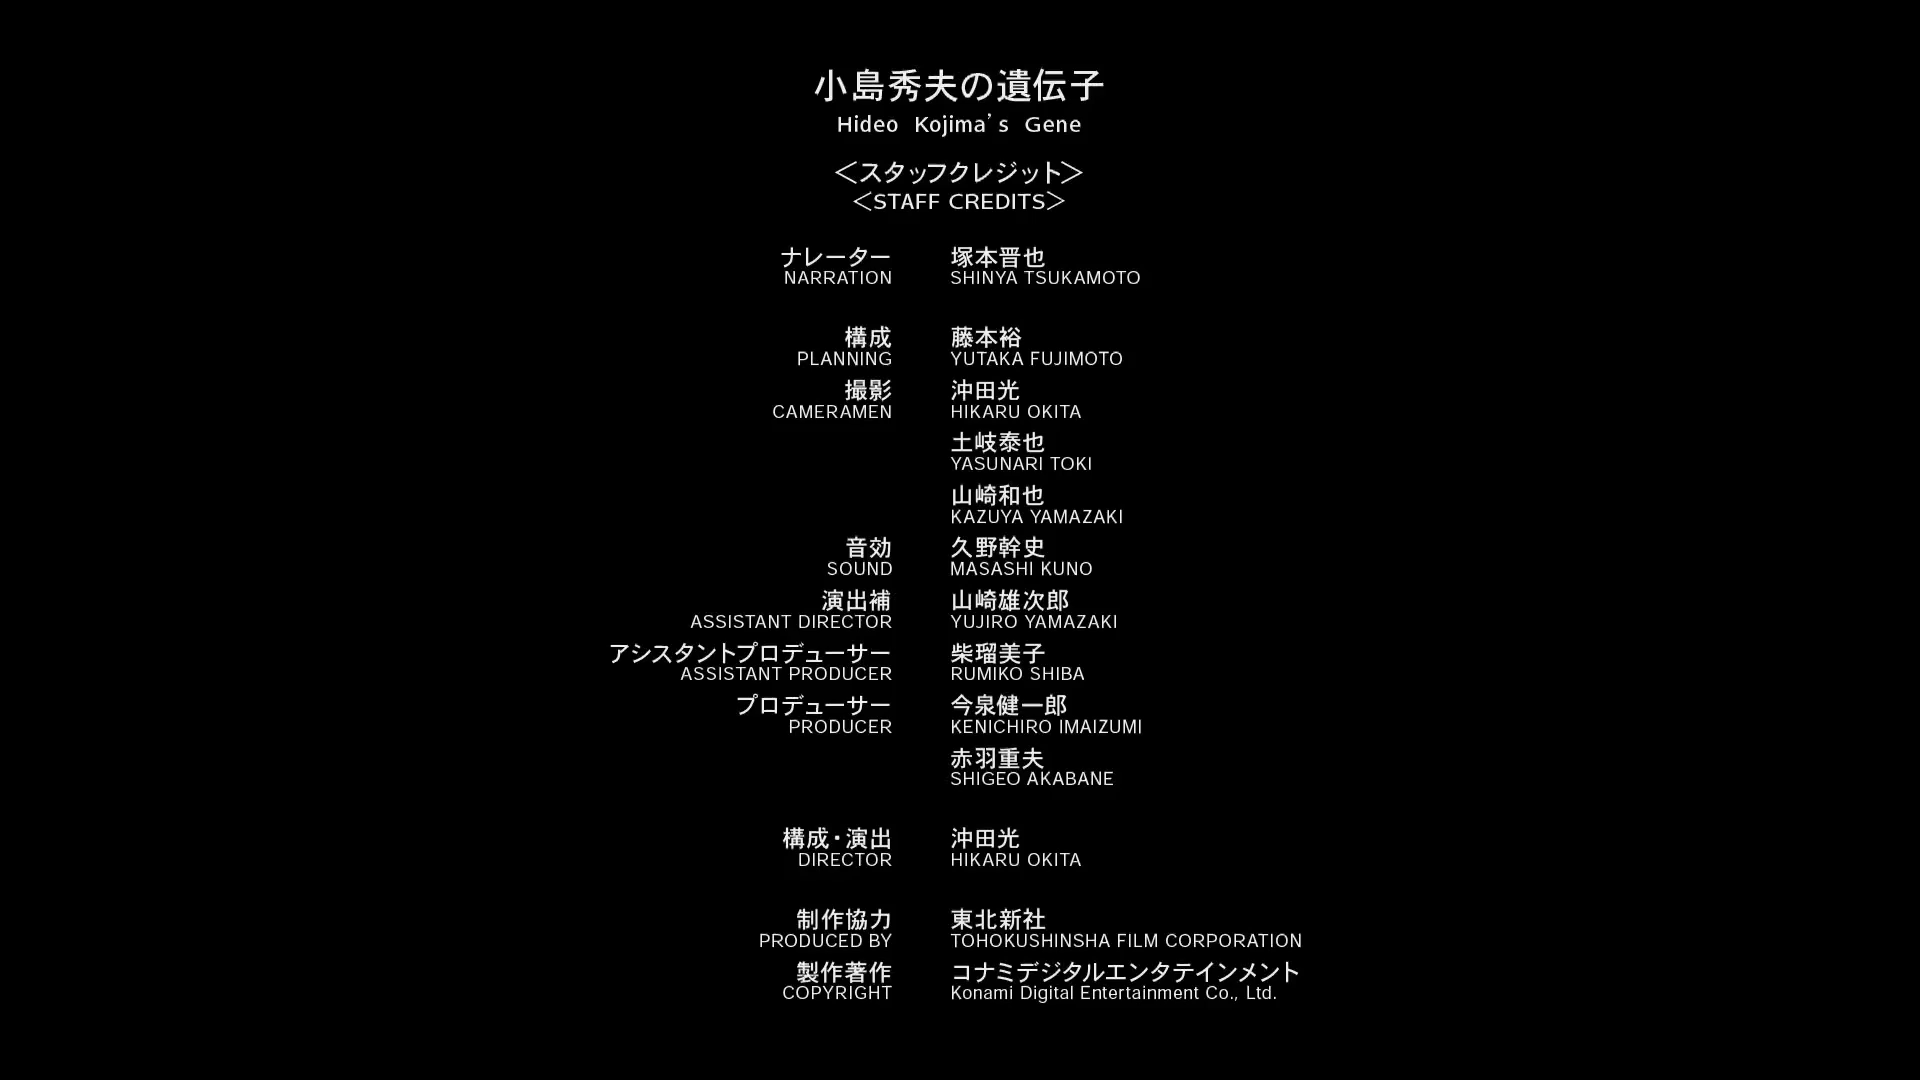 小島秀夫の遺伝子
Hideo Kojima's Gene
＜スタッフクレジット＞
＜STAFF CREDITS＞
ナレーター 塚本晋也
NARRATION SHINYA TSUKAMOTO
構成 藤本裕
PLANNING YUTAKA FUJIMOTO
撮影 沖田光
CAMERAMEN HIKARU OKITA
土岐泰也
YASUNARI TOKI
山崎和也
KAZUYA YAMAZAKI
音効 久野幹史
SOUND MASASHI KUNO
演出補 山崎雄次郎
ASSISTANT DIRECTOR YUJIRO YAMAZAKI
アシスタントプロデューサー 柴瑠美子
ASSISTANT PRODUCER RUMIKO SHIBA
プロデューサー 今泉健一郎
PRODUCER KENICHIRO IMAIZUMI
赤羽重夫
SHIGEO AKABANE
構成・演出 沖田光
DIRECTOR HIKARU OKITA
制作協力 東北新社
PRODUCED BY TOHOKUSHINSHA FILM CORPORATION
製作著作 コナミデジタルエンタテインメント
COPYRIGHT Konami Digital Entertainment Co., Ltd.